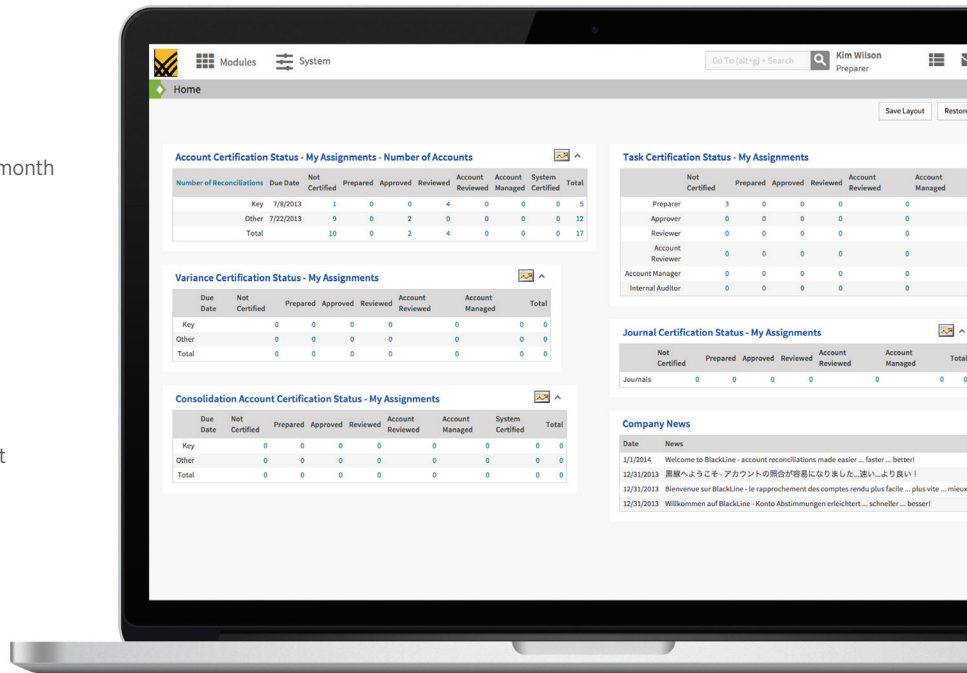 month
t
Modules System
Go To (alt+g) + Search
Kim Wilson
Preparer
Home
Save Layout Restore
Account Certification Status - My Assignments - Number of Accounts
Number of Reconciliations Due Date Not Certified Prepared Approved Reviewed Account Reviewed Account Managed System Certified Total
Key 7/8/2013 1 0 0 4 0 0 0 5
Other 7/22/2013 9 0 2 0 0 0 0 12
Total 10 0 2 4 0 0 0 17
Variance Certification Status - My Assignments
Due Date Not Certified Prepared Approved Reviewed Account Reviewed Account Managed Total
Key 0 0 0 0 0 0 0
Other 0 0 0 0 0 0 0
Total 0 0 0 0 0 0 0
Consolidation Account Certification Status - My Assignments
Due Date Not Certified Prepared Approved Reviewed Account Reviewed Account Managed System Certified Total
Key 0 0 0 0 0 0 0 0
Other 0 0 0 0 0 0 0 0
Total 0 0 0 0 0 0 0 0
Task Certification Status - My Assignments
Not Certified Prepared Approved Reviewed Account Reviewed Account Managed
Preparer 3 0 0 0 0 0
Approver 0 0 0 0 0 0
Reviewer 0 0 0 0 0 0
Account Reviewer 0 0 0 0 0 0
Account Manager 0 0 0 0 0 0
Internal Auditor 0 0 0 0 0 0
Journal Certification Status - My Assignments
Not Certified Prepared Approved Reviewed Account Reviewed Account Managed Total
Journals 0 0 0 0 0 0 0
Company News
Date News
1/1/2014 Welcome to BlackLine - account reconciliations made easier ... faster ... better!
12/31/2013 黒線へようこそ - アカウントの照合が容易になりました...速い...より良い！
12/31/2013 Bienvenue sur BlackLine - le rapprochement des comptes rendu plus facile ... plus vite ... mieux
12/31/2013 Willkommen auf BlackLine - Konto Abstimmungen erleichtert ... schneller ... besser!